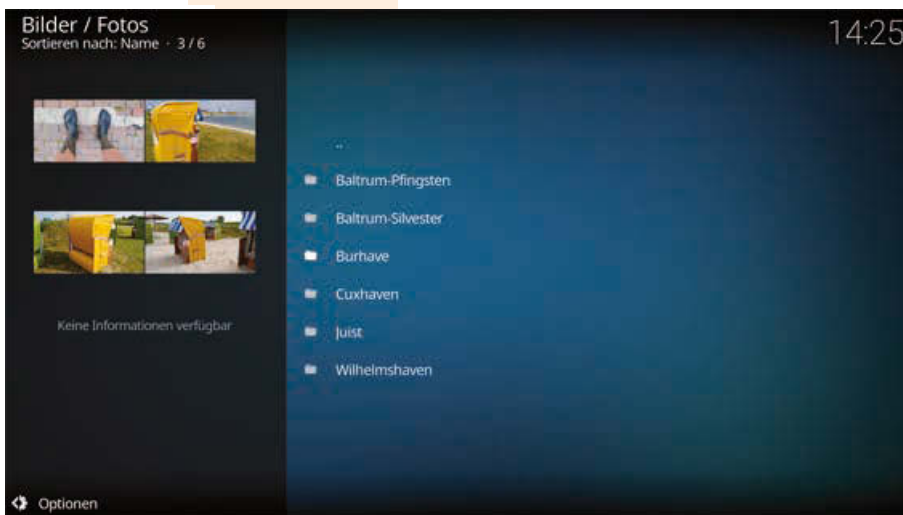 Bilder / Fotos
Sortieren nach: Name · 3 / 6
14:25
..
Baltrum-Pfingsten
Baltrum-Silvester
Burhave
Cuxhaven
Juist
Wilhelmshaven
Keine Informationen verfügbar
Optionen